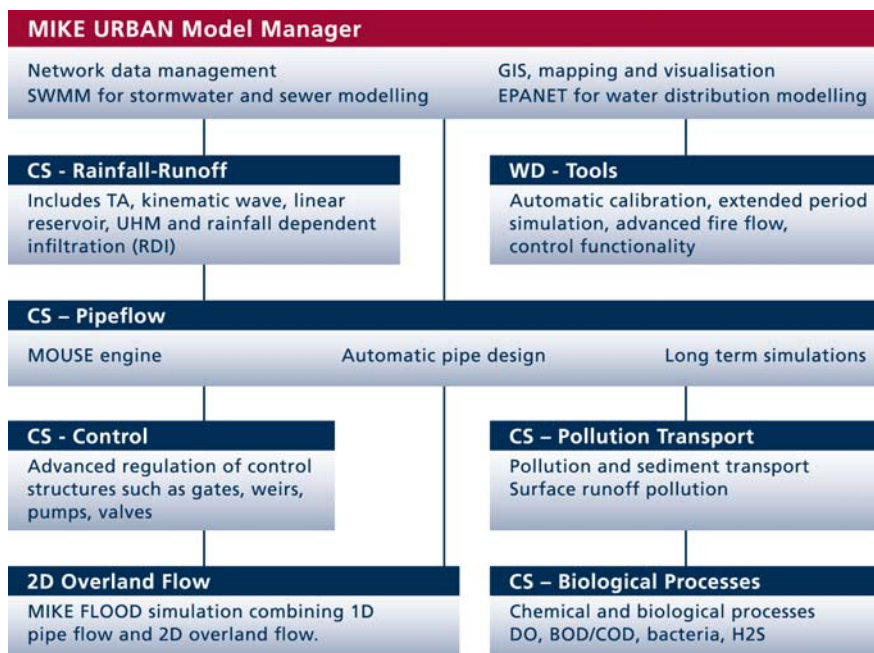 MIKE URBAN Model Manager
Network data management
SWMM for stormwater and sewer modelling
GIS, mapping and visualisation
EPANET for water distribution modelling
CS - Rainfall-Runoff
Includes TA, kinematic wave, linear
reservoir, UHM and rainfall dependent
infiltration (RDI)
WD - Tools
Automatic calibration, extended period
simulation, advanced fire flow,
control functionality
CS – Pipeflow
MOUSE engine
Automatic pipe design
Long term simulations
CS - Control
Advanced regulation of control
structures such as gates, weirs,
pumps, valves
CS – Pollution Transport
Pollution and sediment transport
Surface runoff pollution
2D Overland Flow
MIKE FLOOD simulation combining 1D
pipe flow and 2D overland flow.
CS – Biological Processes
Chemical and biological processes
DO, BOD/COD, bacteria, H2S